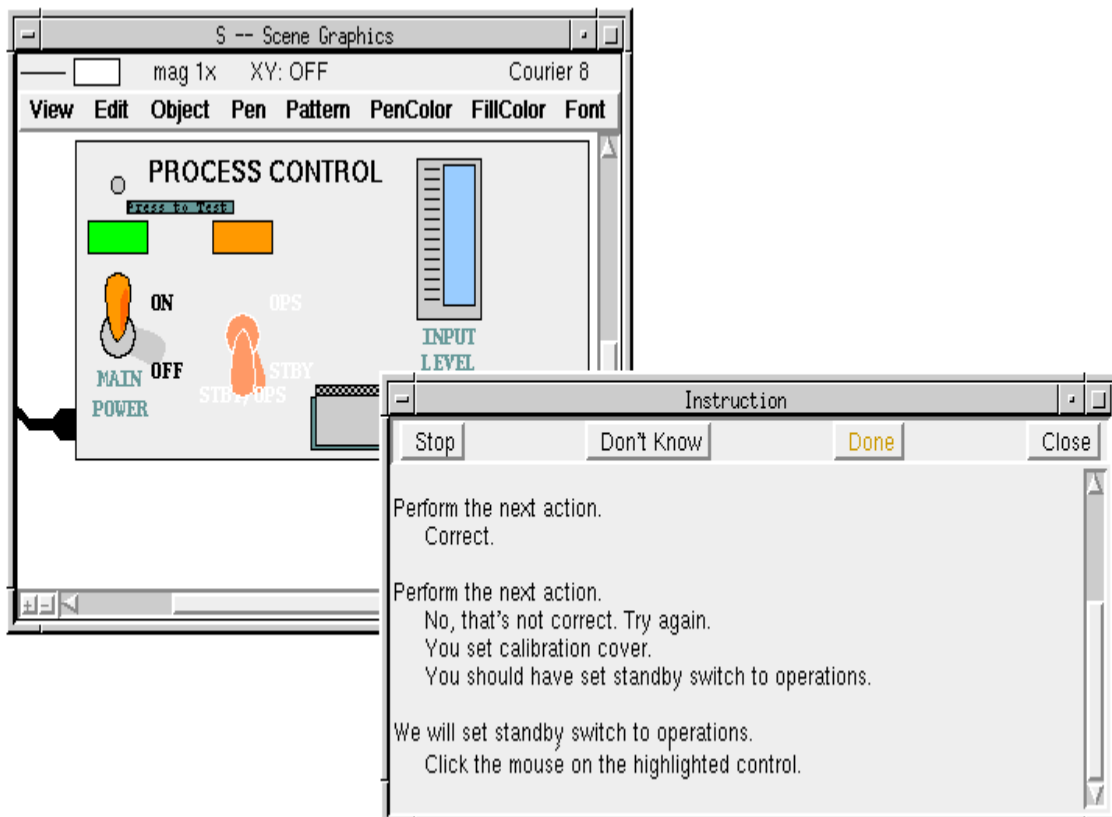 S -- Scene Graphics
mag 1x XY: OFF Courier 8
View Edit Object Pen Pattern PenColor FillColor Font
PROCESS CONTROL
Press to Test
ON
OPS
OFF
STBY
STBY/OPS
MAIN
POWER
INPUT
LEVEL
Instruction
Stop Don't Know Done Close
Perform the next action.
Correct.
Perform the next action.
No, that's not correct. Try again.
You set calibration cover.
You should have set standby switch to operations.
We will set standby switch to operations.
Click the mouse on the highlighted control.